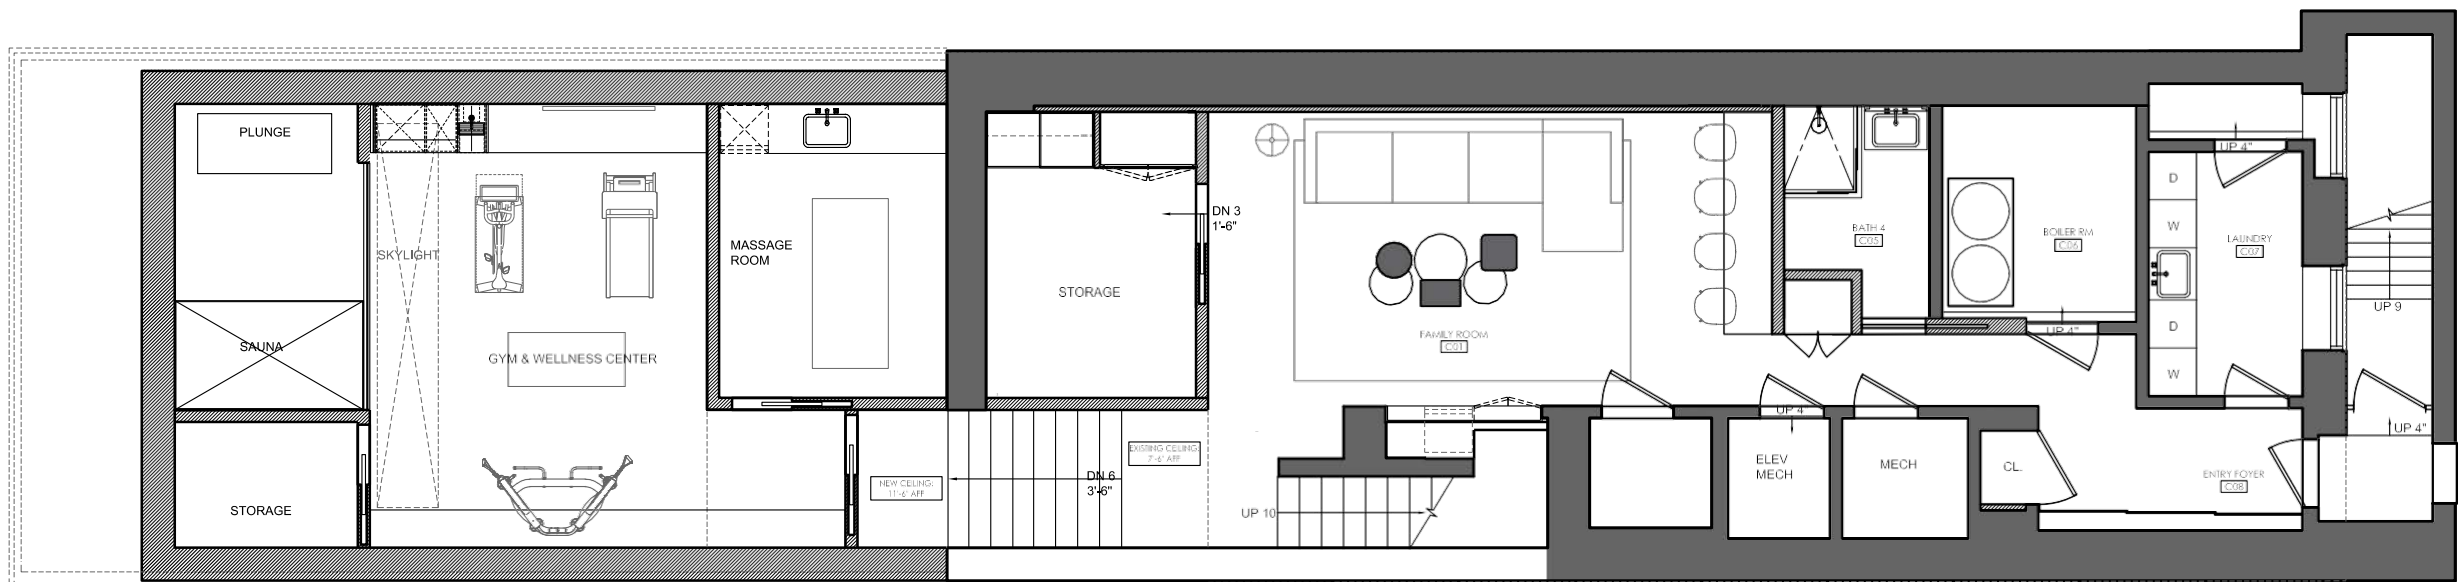 PLUNGE
SKYLIGHT
SAUNA
GYM & WELLNESS CENTER
STORAGE
MASSAGE
ROOM
NEW CEILING:
11'-6" AFF
EXISTING CEILING:
7'-6" AFF
DN 6
3'-6"
STORAGE
DN 3
1'-6"
FAMILY ROOM
C01
UP 10
BATH 4
C05
BOILER RM
C06
UP 4"
UP 4"
ELEV
MECH
MECH
CL.
D
W
D
W
LAUNDRY
C07
UP 4"
UP 9
UP 4"
ENTRY FOYER
C08